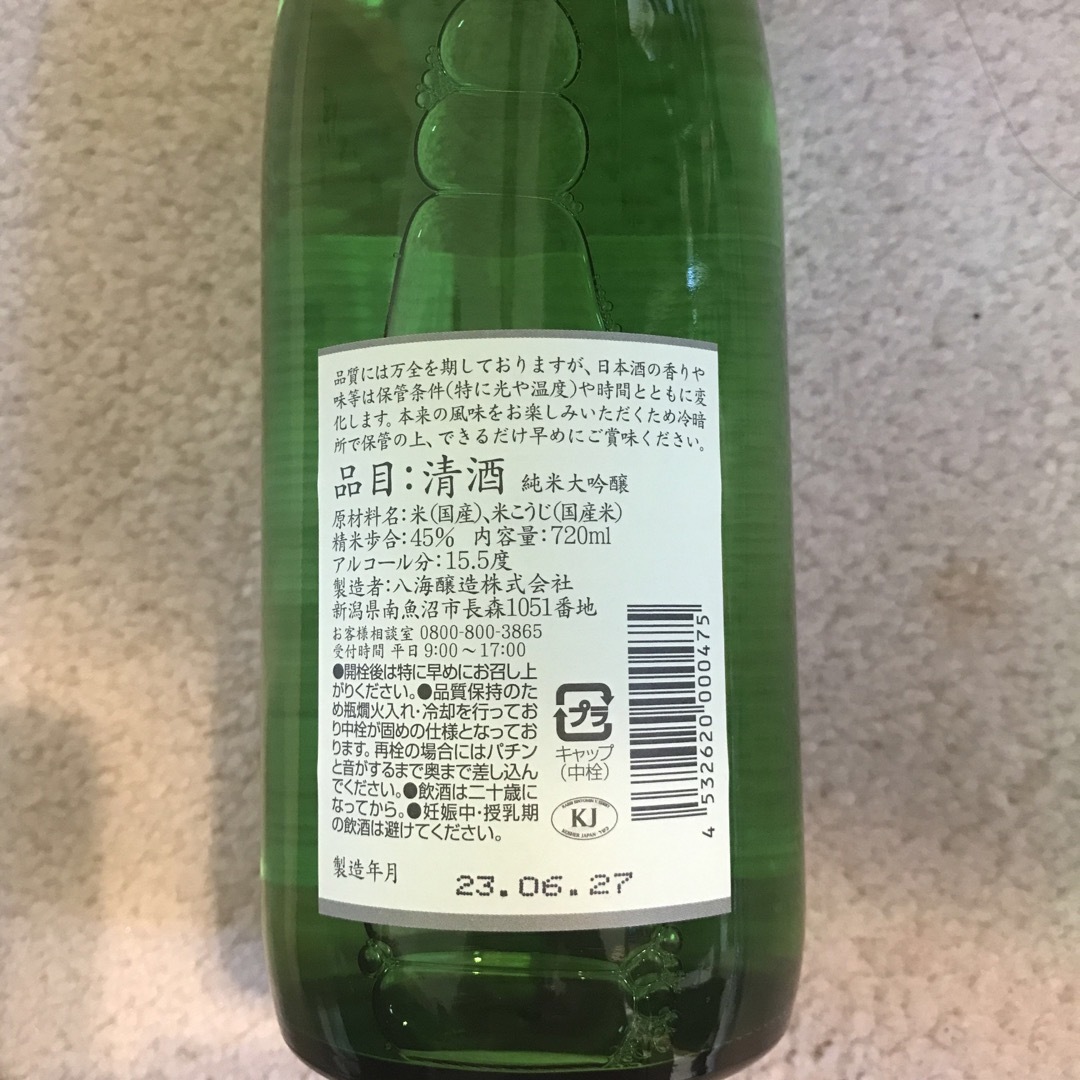 品質には万全を期しておりますが、日本酒の香りや
味等は保管条件(特に光や温度)や時間とともに変
化します。本来の風味をお楽しみいただくため冷暗
所で保管の上、できるだけ早めにご賞味ください。
品目:清酒 純米大吟醸
原材料名:米(国産)、米こうじ(国産米)
精米歩合:45% 内容量:720ml
アルコール分:15.5度
製造者:八海醸造株式会社
新潟県南魚沼市長森1051番地
お客様相談室 0800-800-3865
受付時間 平日 9:00〜17:00
●開栓後は特に早めにお召し上
がりください。●品質保持のた
め瓶燗火入れ・冷却を行ってお
り中栓が固めの仕様となってお
ります。再栓の場合にはパチン
と音がするまで奥まで差し込ん
でください。●飲酒は二十歳に
なってから。●妊娠中・授乳期
の飲酒は避けてください。
プラ
キャップ
(中栓)
KJ
KOSHER JAPAN
4 532620 000475
製造年月 23.06.27